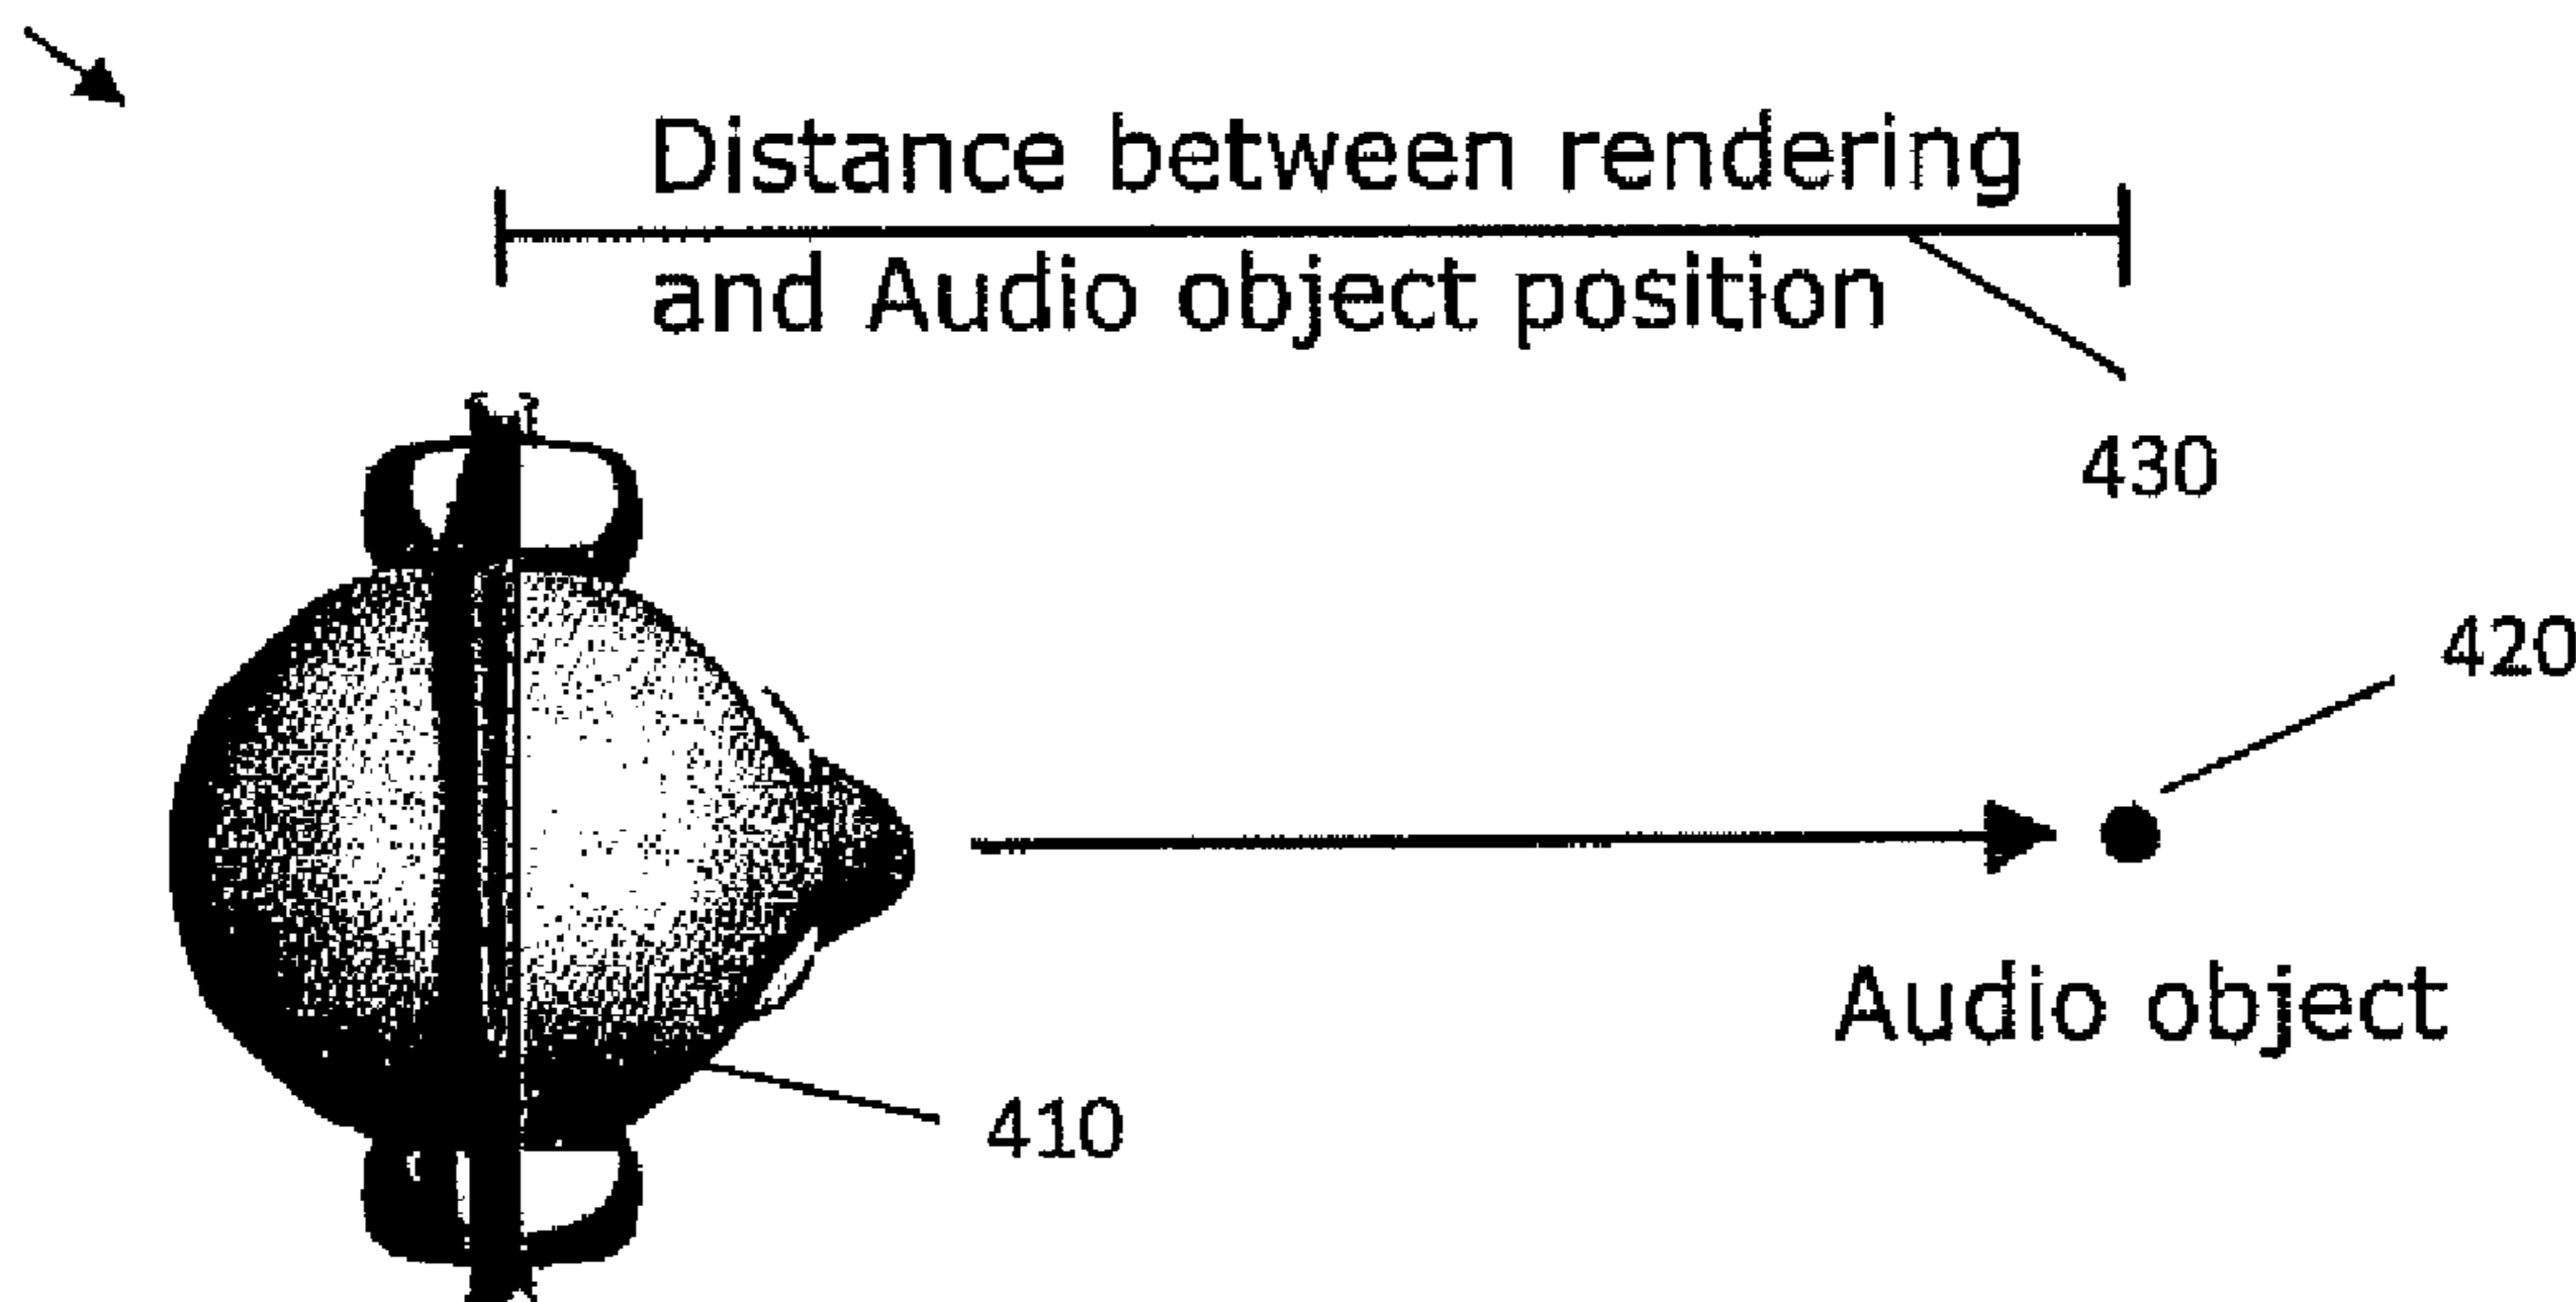 Distance between rendering
and Audio object position
430
420
Audio object
410